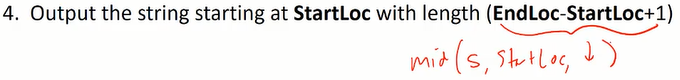 4. Output the string starting at StartLoc with length (EndLoc-StartLoc+1)
mid(s, StartLoc, ↓)